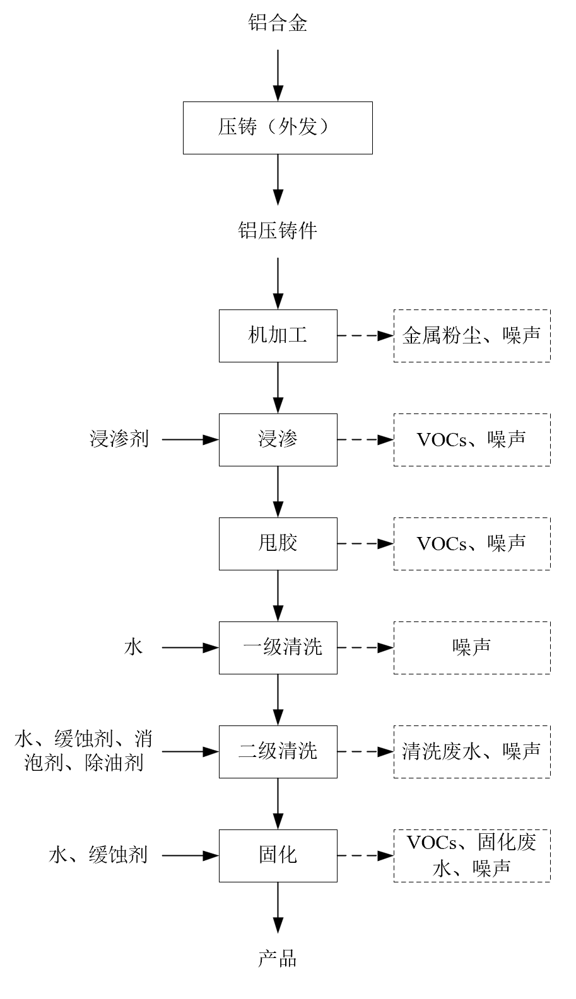 铝合金
压铸（外发）
铝压铸件
机加工
金属粉尘、噪声
浸渗剂
浸渗
VOCs、噪声
甩胶
VOCs、噪声
水
一级清洗
噪声
水、缓蚀剂、消
泡剂、除油剂
二级清洗
清洗废水、噪声
水、缓蚀剂
固化
VOCs、固化废
水、噪声
产品